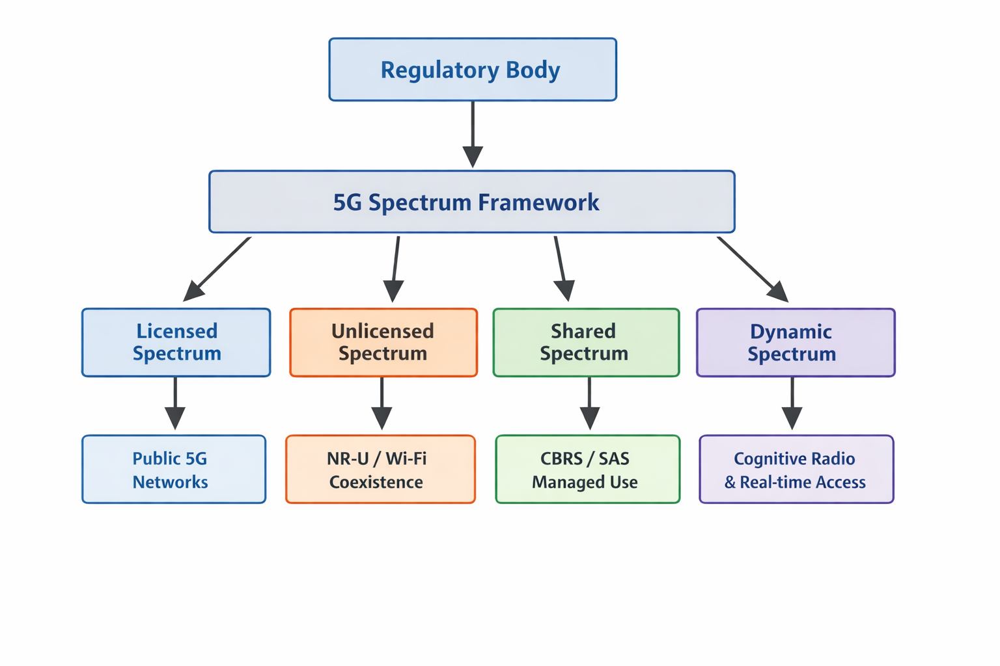 Regulatory Body
5G Spectrum Framework
Licensed
Spectrum
Unlicensed
Spectrum
Shared
Spectrum
Dynamic
Spectrum
Public 5G
Networks
NR-U / Wi-Fi
Coexistence
CBRS / SAS
Managed Use
Cognitive Radio
& Real-time Access